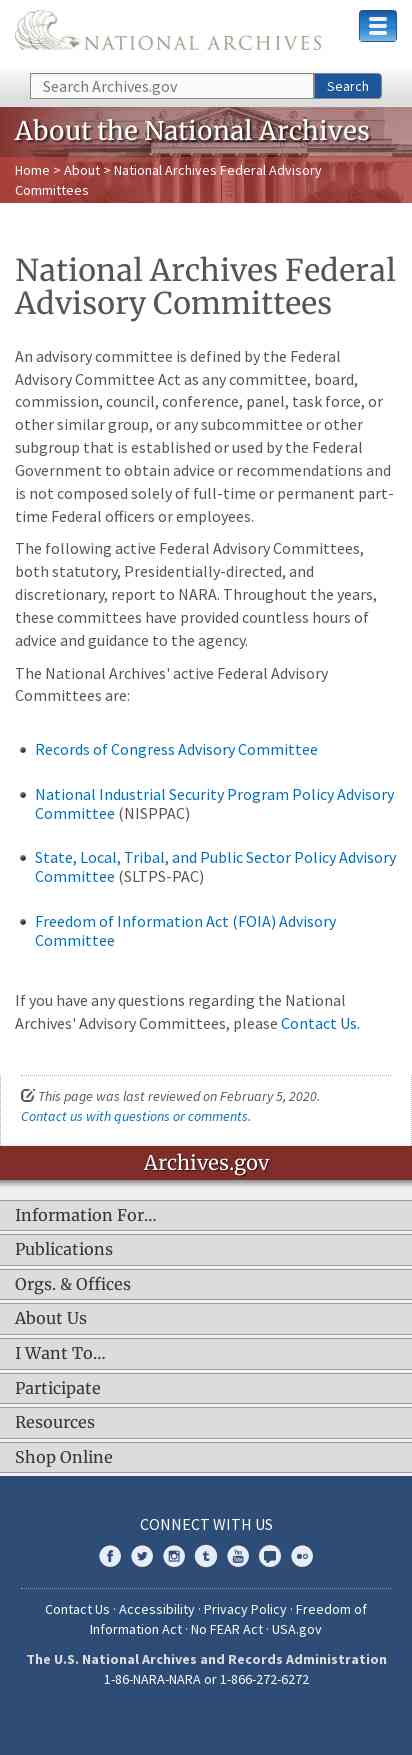 NATIONAL ARCHIVES
Search Archives.gov
Search
About the National Archives
Home > About > National Archives Federal Advisory
Committees
National Archives Federal
Advisory Committees
An advisory committee is defined by the Federal
Advisory Committee Act as any committee, board,
commission, council, conference, panel, task force, or
other similar group, or any subcommittee or other
subgroup that is established or used by the Federal
Government to obtain advice or recommendations and
is not composed solely of full-time or permanent part-
time Federal officers or employees.
The following active Federal Advisory Committees,
both statutory, Presidentially-directed, and
discretionary, report to NARA. Throughout the years,
these committees have provided countless hours of
advice and guidance to the agency.
The National Archives' active Federal Advisory
Committees are:
Records of Congress Advisory Committee
National Industrial Security Program Policy Advisory
Committee (NISPPAC)
State, Local, Tribal, and Public Sector Policy Advisory
Committee (SLTPS-PAC)
Freedom of Information Act (FOIA) Advisory
Committee
If you have any questions regarding the National
Archives' Advisory Committees, please Contact Us.
This page was last reviewed on February 5, 2020.
Contact us with questions or comments.
Archives.gov
Information For…
Publications
Orgs. & Offices
About Us
I Want To…
Participate
Resources
Shop Online
CONNECT WITH US
Contact Us · Accessibility · Privacy Policy · Freedom of
Information Act · No FEAR Act · USA.gov
The U.S. National Archives and Records Administration
1-86-NARA-NARA or 1-866-272-6272